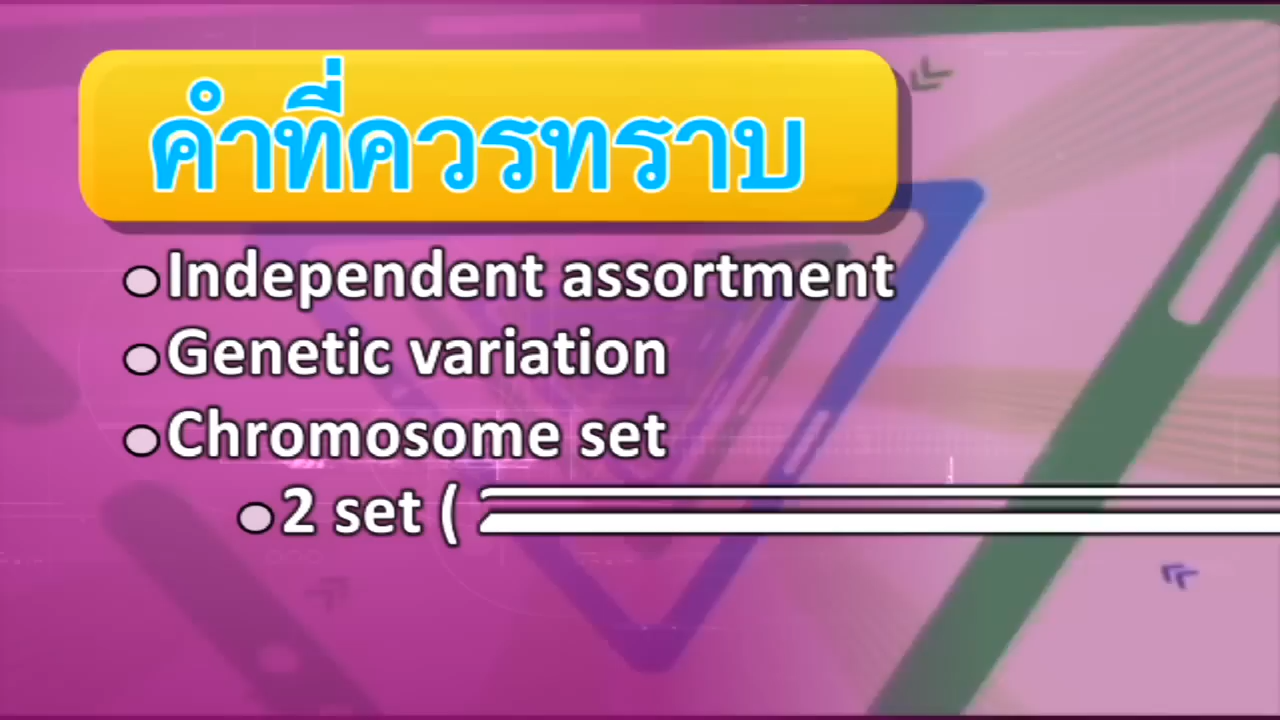 คำที่ควรทราบ
Independent assortment
Genetic variation
Chromosome set
2 set (